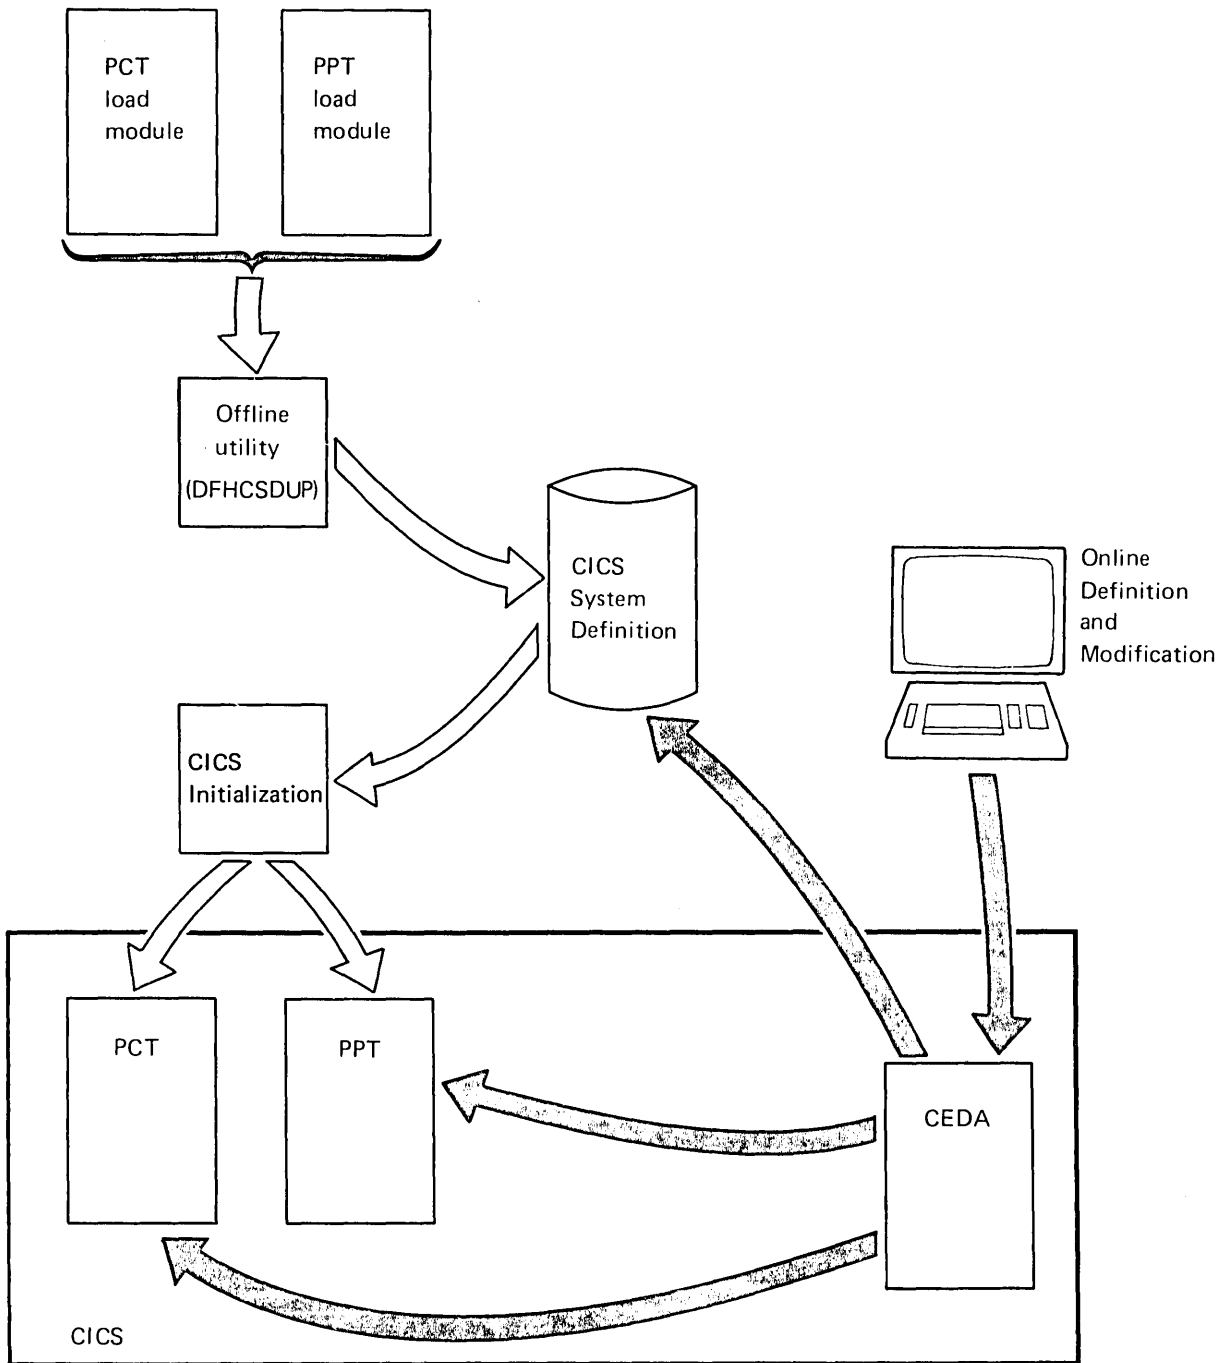 PCT
load
module
PPT
load
module
Offline
utility
(DFHCSDUP)
CICS
System
Definition
Online
Definition
and
Modification
CICS
Initialization
PCT
PPT
CEDA
CICS